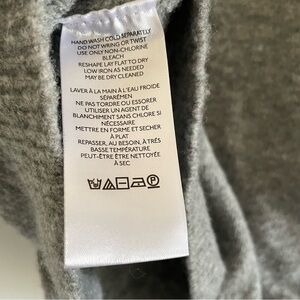 HAND WASH COLD SEPARATELY
DO NOT WRING OR TWIST
USE ONLY NON-CHLORINE
BLEACH
RESHAPE LAY FLAT TO DRY
LOW IRON AS NEEDED
MAY BE DRY CLEANED
LAVER À LA MAIN À L'EAU FROIDE
SÉPARÉMEN
NE PAS TORDRE OU ESSORER
UTILISER UN AGENT DE
BLANCHIMENT SANS CHLORE SI
NÉCESSAIRE
METTRE EN FORME ET SECHER
À PLAT
REPASSER, AU BESOIN, À TRÈS
BASSE TEMPÉRATURE
PEUT-ÊTRE ÊTRE NETTOYÉE
À SEC
P